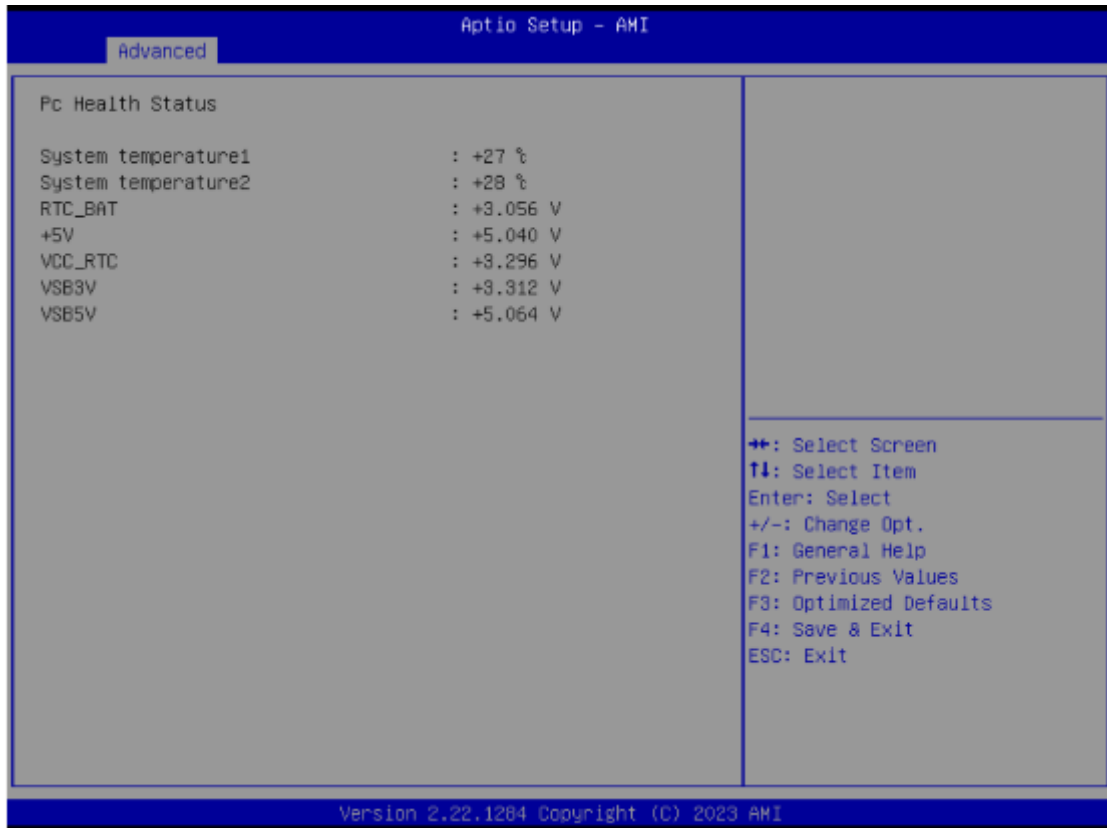 Aptio Setup - AMI
Advanced
Pc Health Status
System temperature1 : +27 ℃
System temperature2 : +28 ℃
RTC_BAT : +3.056 V
+5V : +5.040 V
VCC_RTC : +3.296 V
VSB3V : +3.312 V
VSB5V : +5.064 V
→←: Select Screen
↑↓: Select Item
Enter: Select
+/-: Change Opt.
F1: General Help
F2: Previous Values
F3: Optimized Defaults
F4: Save & Exit
ESC: Exit
Version 2.22.1284 Copyright (C) 2023 AMI